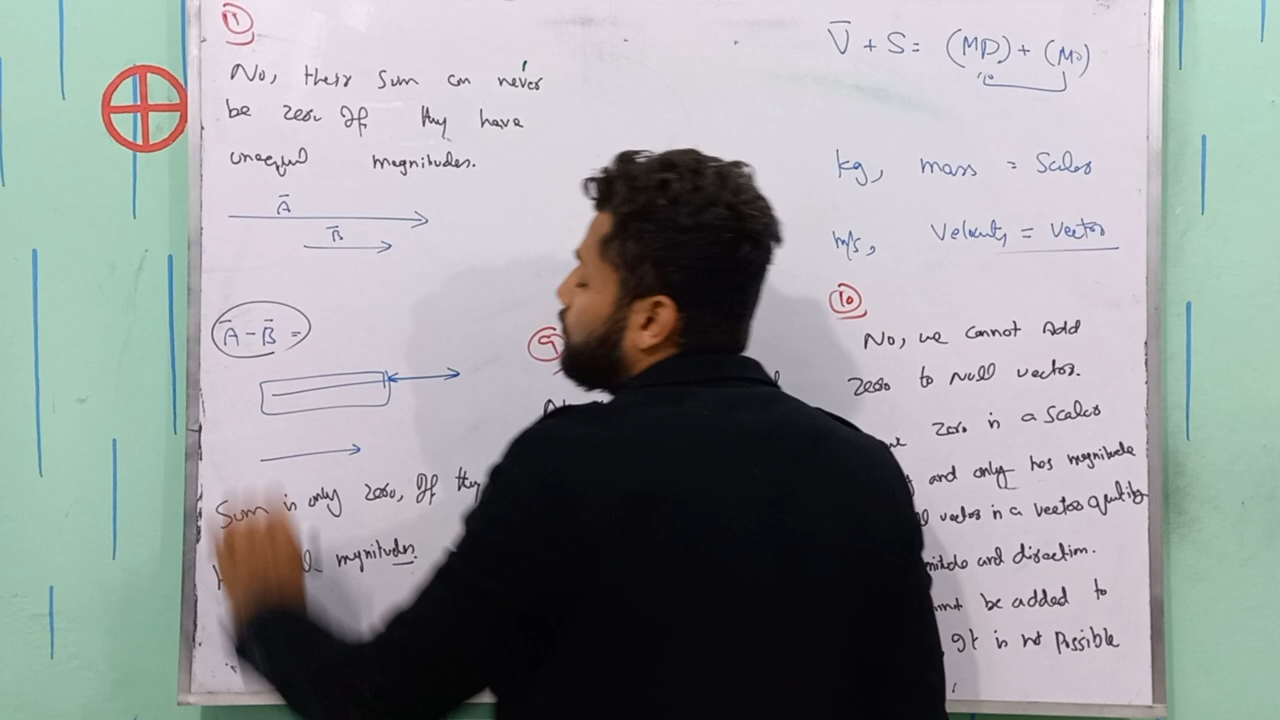 11
No, their sum can never
be zero If they have
unequal magnitudes.
A̅
B̅
A̅ - B̅ =
Sum is only zero, If they
magnitudes.
9
V̅ + S = (MD) + (M)
kg, mass = Scalar
m/s, Velocity = Vector
10
No, we cannot Add
zero to Null vector.
zero is a scalar
and only has magnitude
vector is a vector quantity
and direction.
be added to
It is not Possible